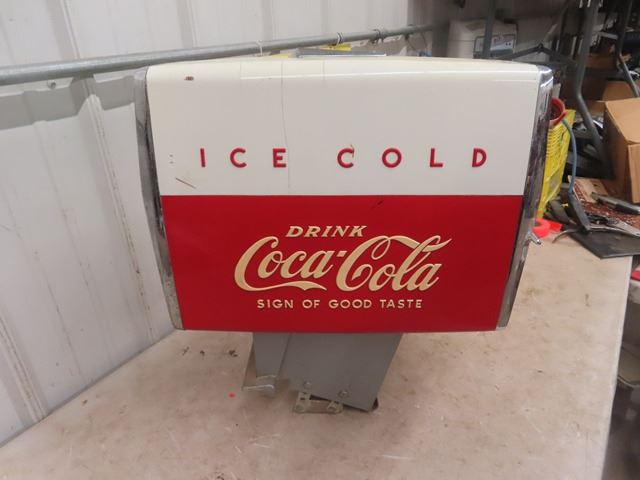 ICE COLD
DRINK
Coca-Cola
SIGN OF GOOD TASTE